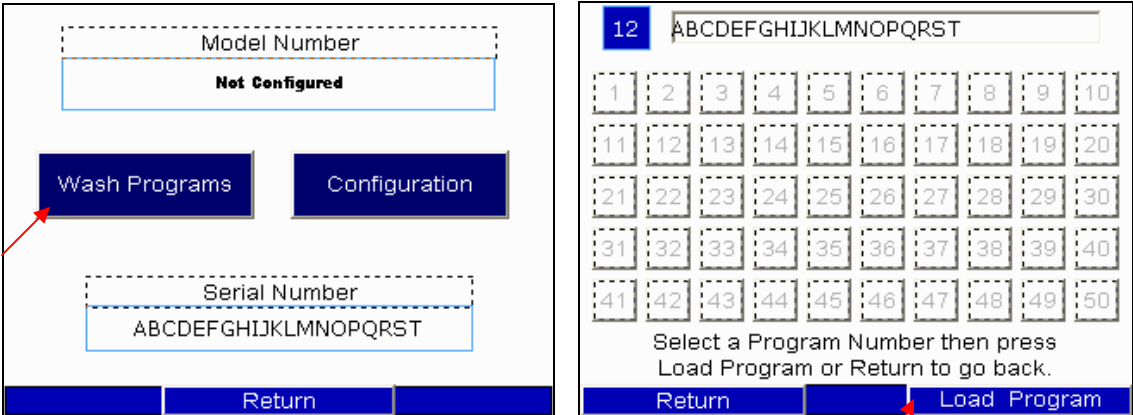 Model Number
Not Configured
Wash Programs
Configuration
Serial Number
ABCDEFGHIJKLMNOPQRST
Return
12 ABCDEFGHIJKLMNOPQRST
1 2 3 4 5 6 7 8 9 10
11 12 13 14 15 16 17 18 19 20
21 22 23 24 25 26 27 28 29 30
31 32 33 34 35 36 37 38 39 40
41 42 43 44 45 46 47 48 49 50
Select a Program Number then press
Load Program or Return to go back.
Return
Load Program